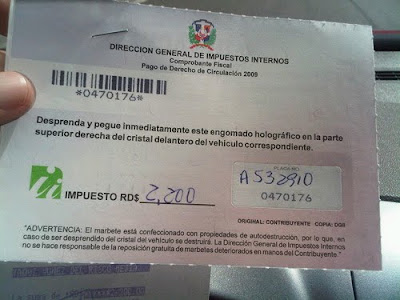 DIRECCION GENERAL DE IMPUESTOS INTERNOS
Comprobante Fiscal
Pago de Derecho de Circulación 2009
*0470176*
Desprenda y pegue inmediatamente este engomado holográfico en la parte
superior derecha del cristal delantero del vehiculo correspondiente.
PLACA NO.
A532910
IMPUESTO RD$ 2,200
0470176
ORIGINAL: CONTRIBUYENTE COPIA: DGII
"ADVERTENCIA: El marbete está confeccionado con propiedades de autodestrucción, por lo que, en
caso de ser desprendido del cristal del vehículo se destruirá. La Dirección General de Impuestos Internos
no se hace responsable de la reposición gratuita de marbetes deteriorados en manos del Contribuyente"